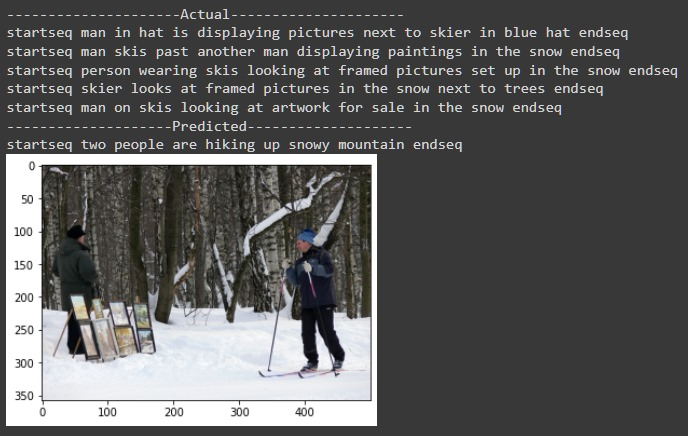 ---------------------Actual---------------------
startseq man in hat is displaying pictures next to skier in blue hat endseq
startseq man skis past another man displaying paintings in the snow endseq
startseq person wearing skis looking at framed pictures set up in the snow endseq
startseq skier looks at framed pictures in the snow next to trees endseq
startseq man on skis looking at artwork for sale in the snow endseq
--------------------Predicted--------------------
startseq two people are hiking up snowy mountain endseq
0
50
100
150
200
250
300
350
0 100 200 300 400